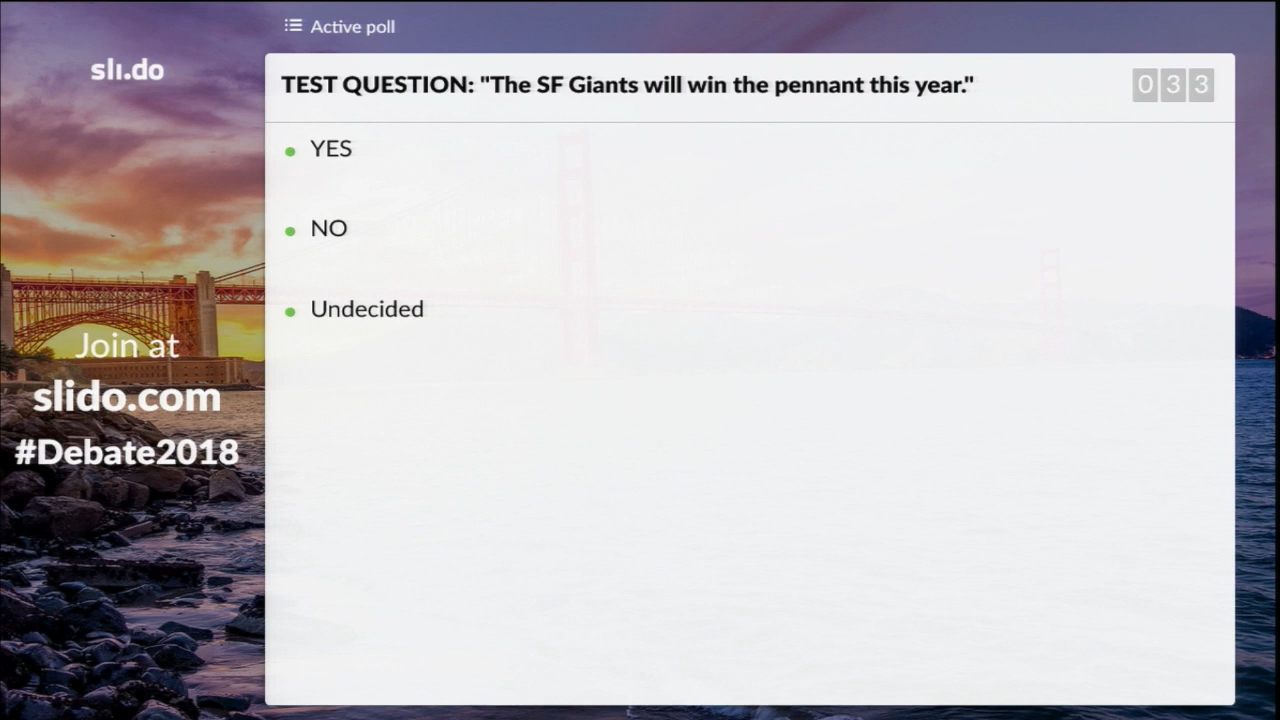 Active poll
sli.do
TEST QUESTION: "The SF Giants will win the pennant this year."
033
YES
NO
Undecided
Join at
slido.com
#Debate2018